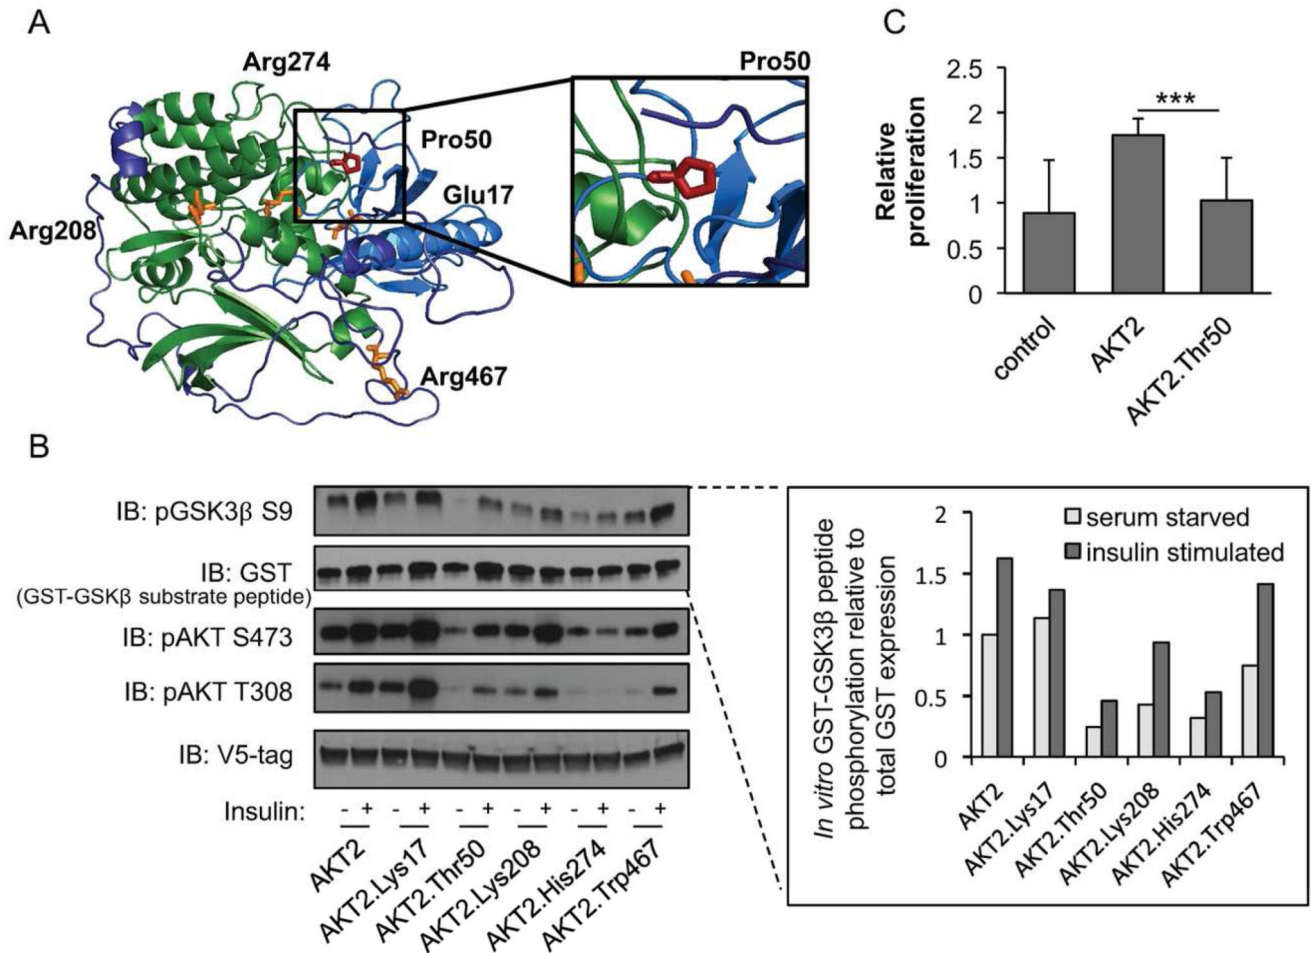 A
Arg274
Pro50
Glu17
Arg208
Arg467
Pro50
C
Relative
proliferation
2.5
2
1.5
1
0.5
0
***
control
AKT2
AKT2.Thr50
B
IB: pGSK3β S9
IB: GST
(GST-GSKβ substrate peptide)
IB: pAKT S473
IB: pAKT T308
IB: V5-tag
Insulin: - + - + - + - + - + - +
AKT2
AKT2.Lys17
AKT2.Thr50
AKT2.Lys208
AKT2.His274
AKT2.Trp467
In vitro GST-GSK3β peptide
phosphorylation relative to
total GST expression
2
1.5
1
0.5
0
serum starved
insulin stimulated
AKT2
AKT2.Lys17
AKT2.Thr50
AKT2.Lys208
AKT2.His274
AKT2.Trp467